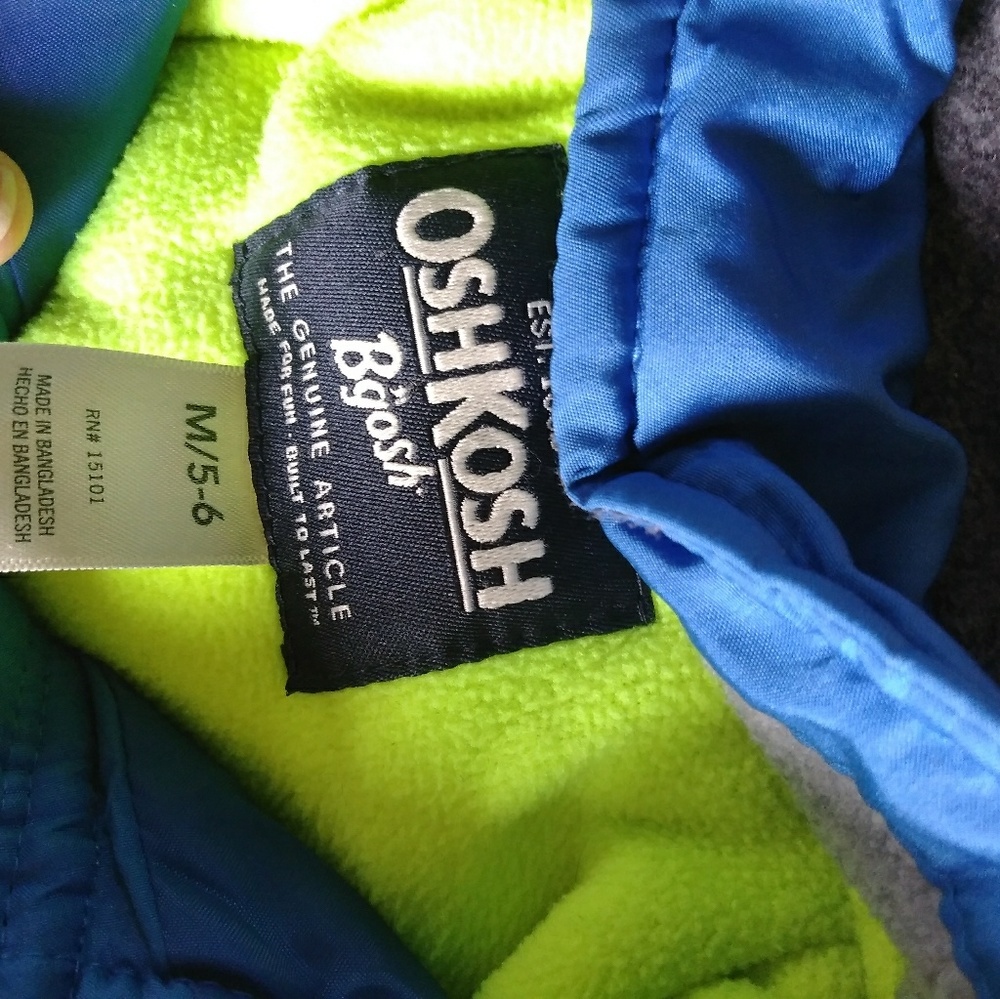 EST.
OSHKOSH
B'gosh
THE GENUINE ARTICLE
MADE FOR FUN · BUILT TO LAST™
M/5-6
RN# 15101
MADE IN BANGLADESH
HECHO EN BANGLADESH